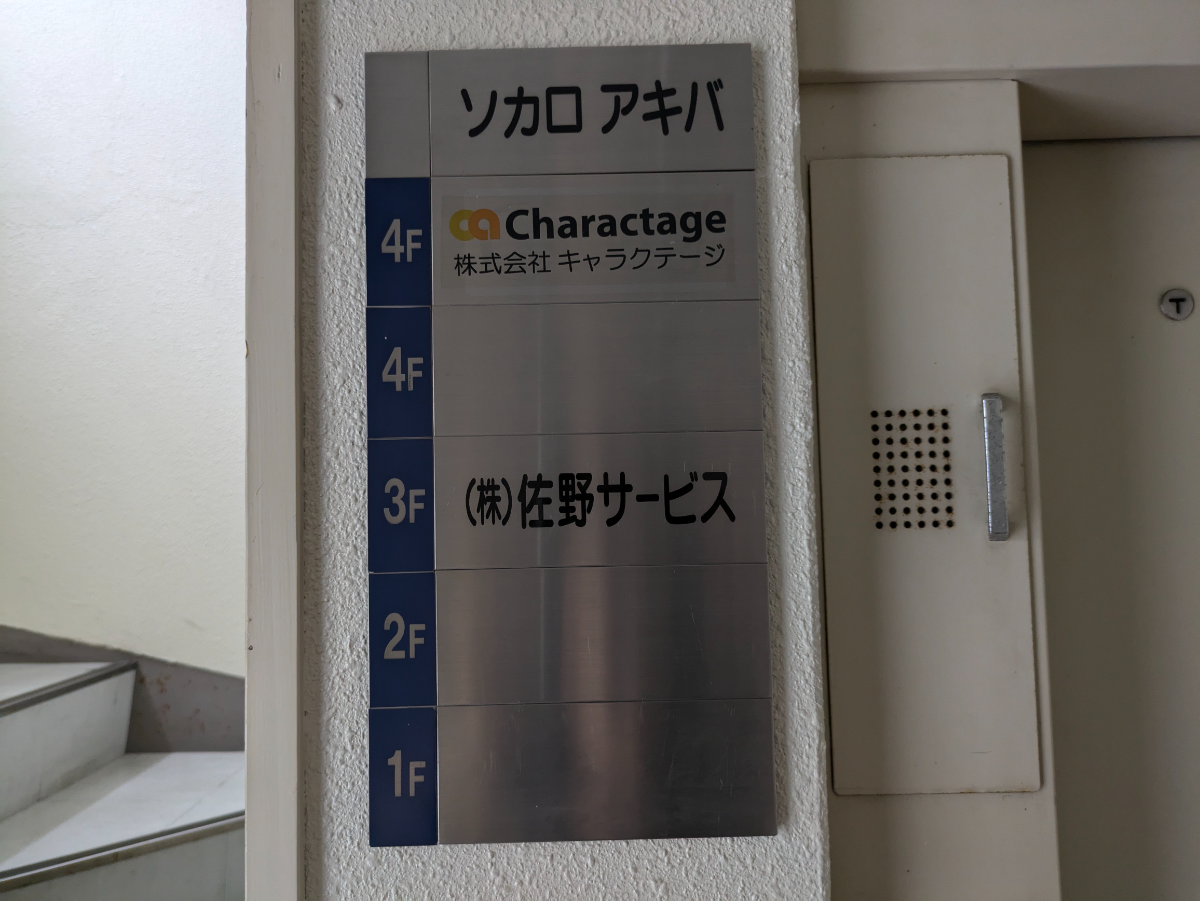 ソカロ アキバ
4F
Charactage
株式会社 キャラクテージ
4F
3F
(株)佐野サービス
2F
1F
T